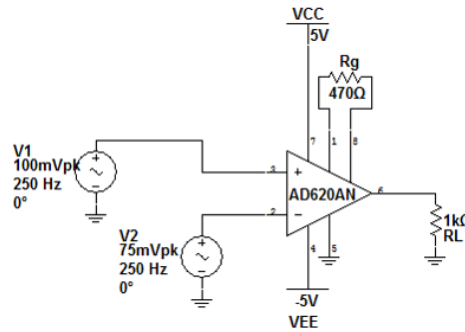 VCC
5V
Rg
470Ω
V1
100mVpk
250 Hz
0°
7
1
8
3
+
AD620AN
6
2
−
V2
75mVpk
250 Hz
0°
4
5
1kΩ
RL
-5V
VEE